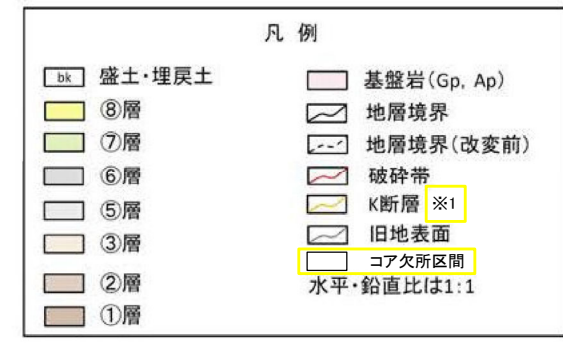 凡 例
bk 盛土・埋戻土
⑧層
⑦層
⑥層
⑤層
③層
②層
①層
基盤岩(Gp, Ap)
地層境界
地層境界(改変前)
破砕帯
K断層 ※1
旧地表面
コア欠所区間
水平・鉛直比は1:1